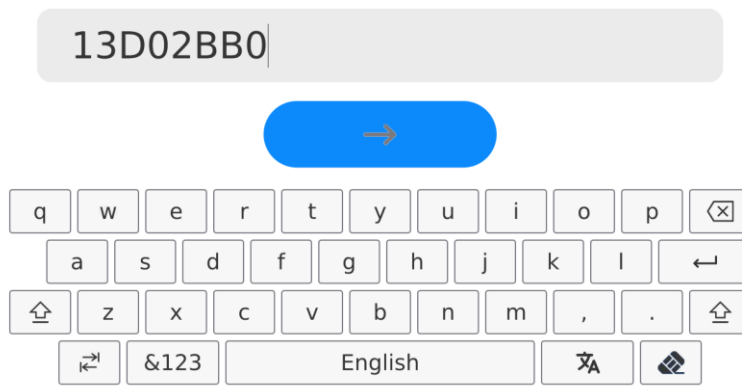 13D02BB0
→
q w e r t y u i o p
a s d f g h j k l
z x c v b n m , .
&123 English